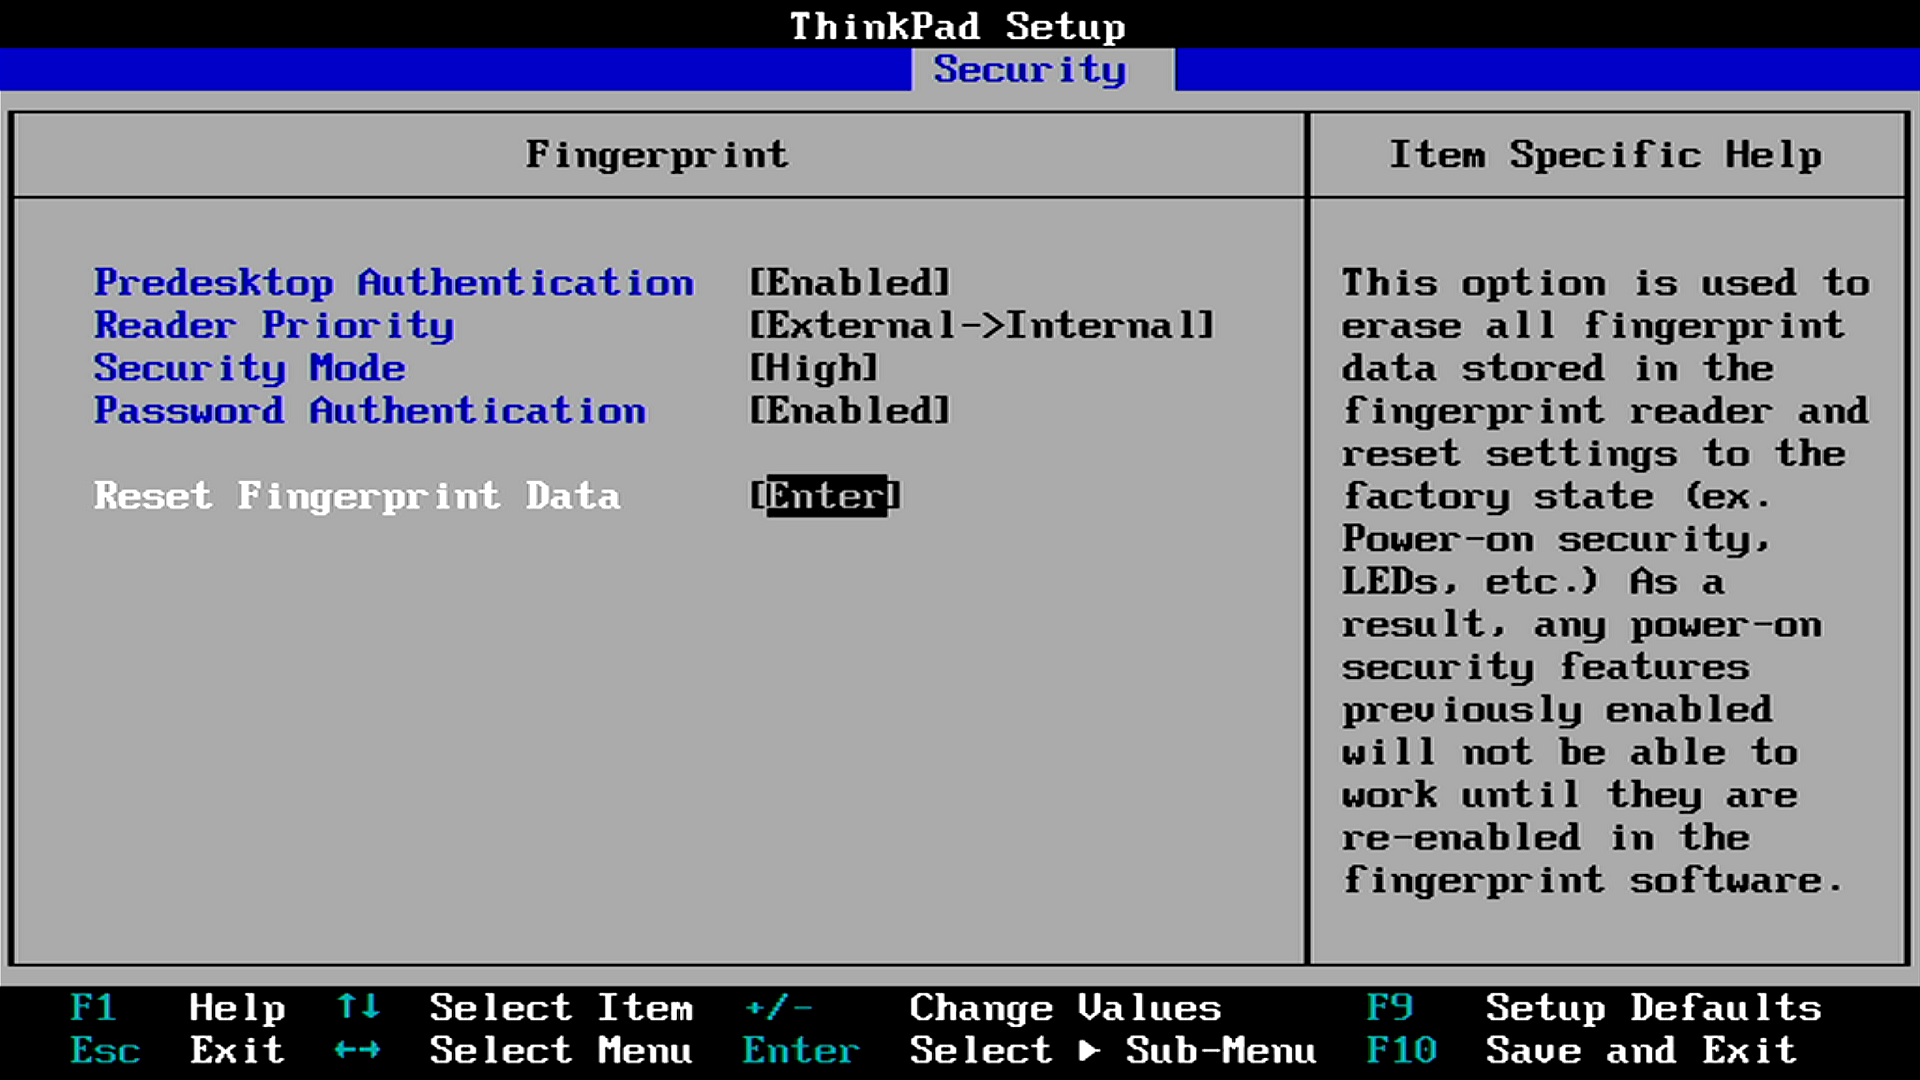 ThinkPad Setup
Security
Fingerprint
Item Specific Help
Predesktop Authentication [Enabled]
Reader Priority [External->Internal]
Security Mode [High]
Password Authentication [Enabled]
Reset Fingerprint Data [Enter]
This option is used to
erase all fingerprint
data stored in the
fingerprint reader and
reset settings to the
factory state (ex.
Power-on security,
LEDs, etc.) As a
result, any power-on
security features
previously enabled
will not be able to
work until they are
re-enabled in the
fingerprint software.
F1 Help ↑↓ Select Item +/- Change Values F9 Setup Defaults
Esc Exit ←→ Select Menu Enter Select ▶ Sub-Menu F10 Save and Exit